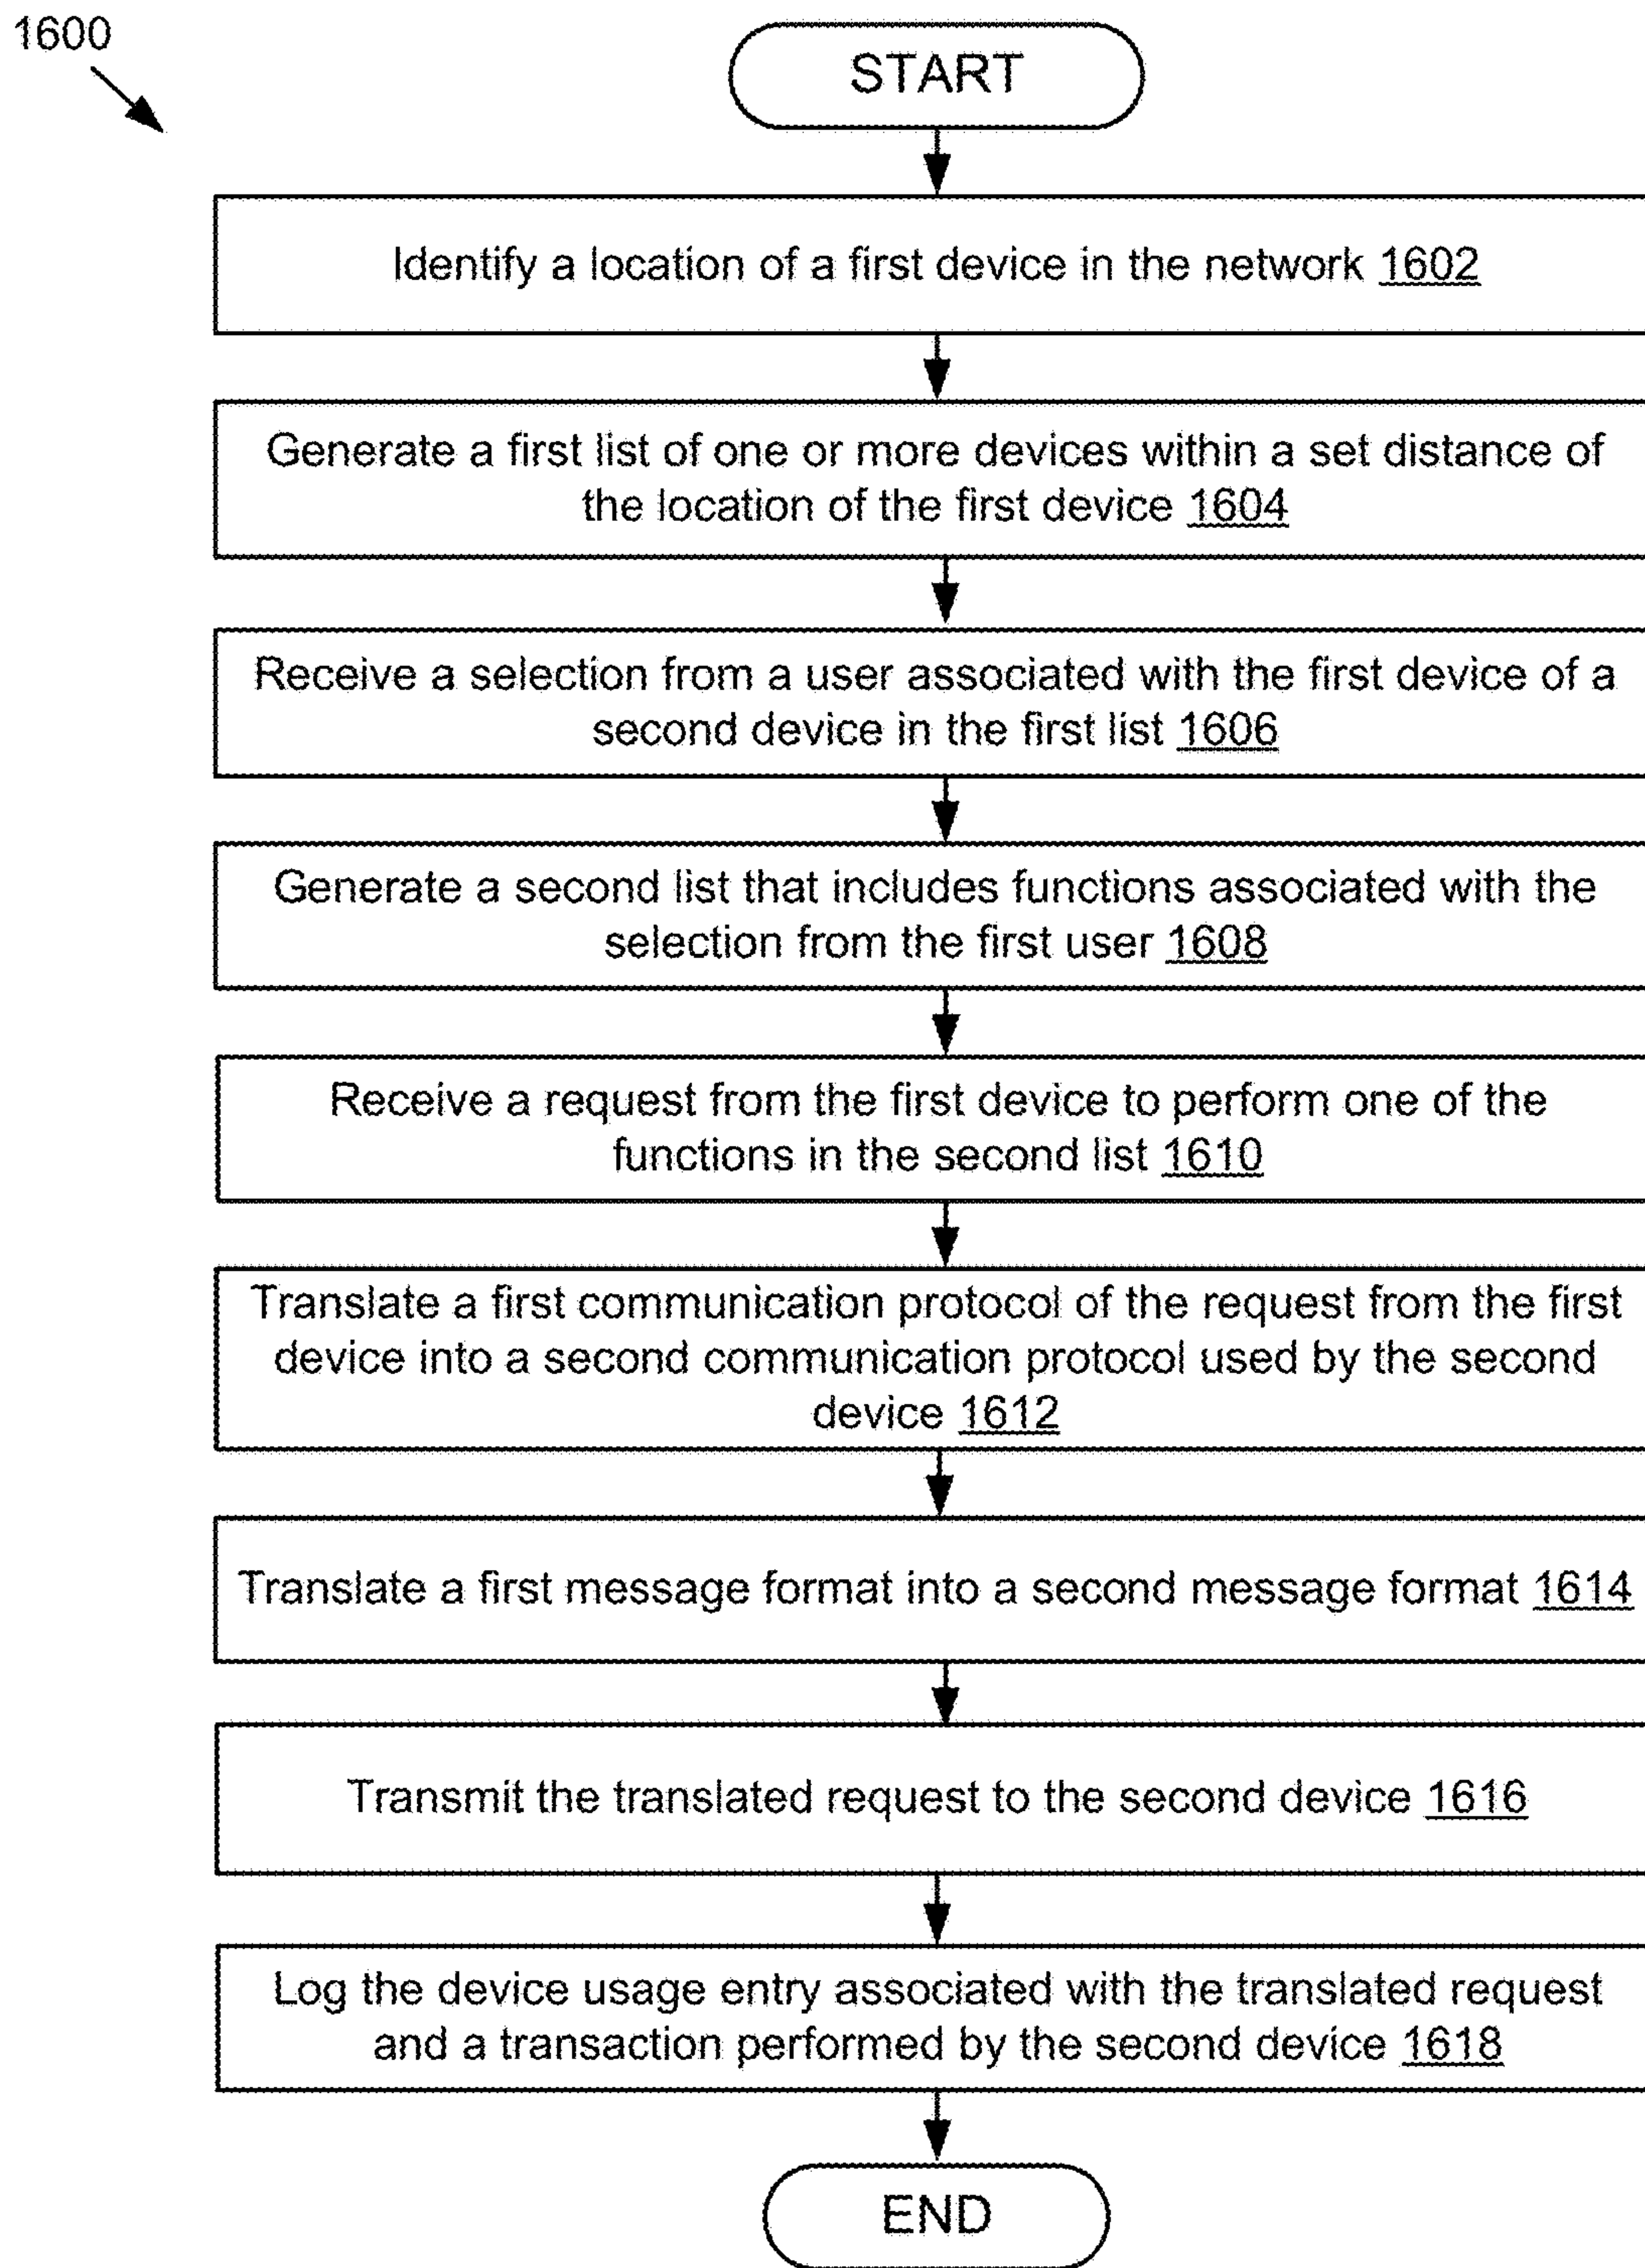 1600
START
Identify a location of a first device in the network 1602
Generate a first list of one or more devices within a set distance of
the location of the first device 1604
Receive a selection from a user associated with the first device of a
second device in the first list 1606
Generate a second list that includes functions associated with the
selection from the first user 1608
Receive a request from the first device to perform one of the
functions in the second list 1610
Translate a first communication protocol of the request from the first
device into a second communication protocol used by the second
device 1612
Translate a first message format into a second message format 1614
Transmit the translated request to the second device 1616
Log the device usage entry associated with the translated request
and a transaction performed by the second device 1618
END